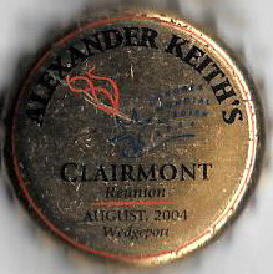 ALEXANDER KEITH'S
CLAIRMONT
Reunion
AUGUST, 2004
Wedgeport